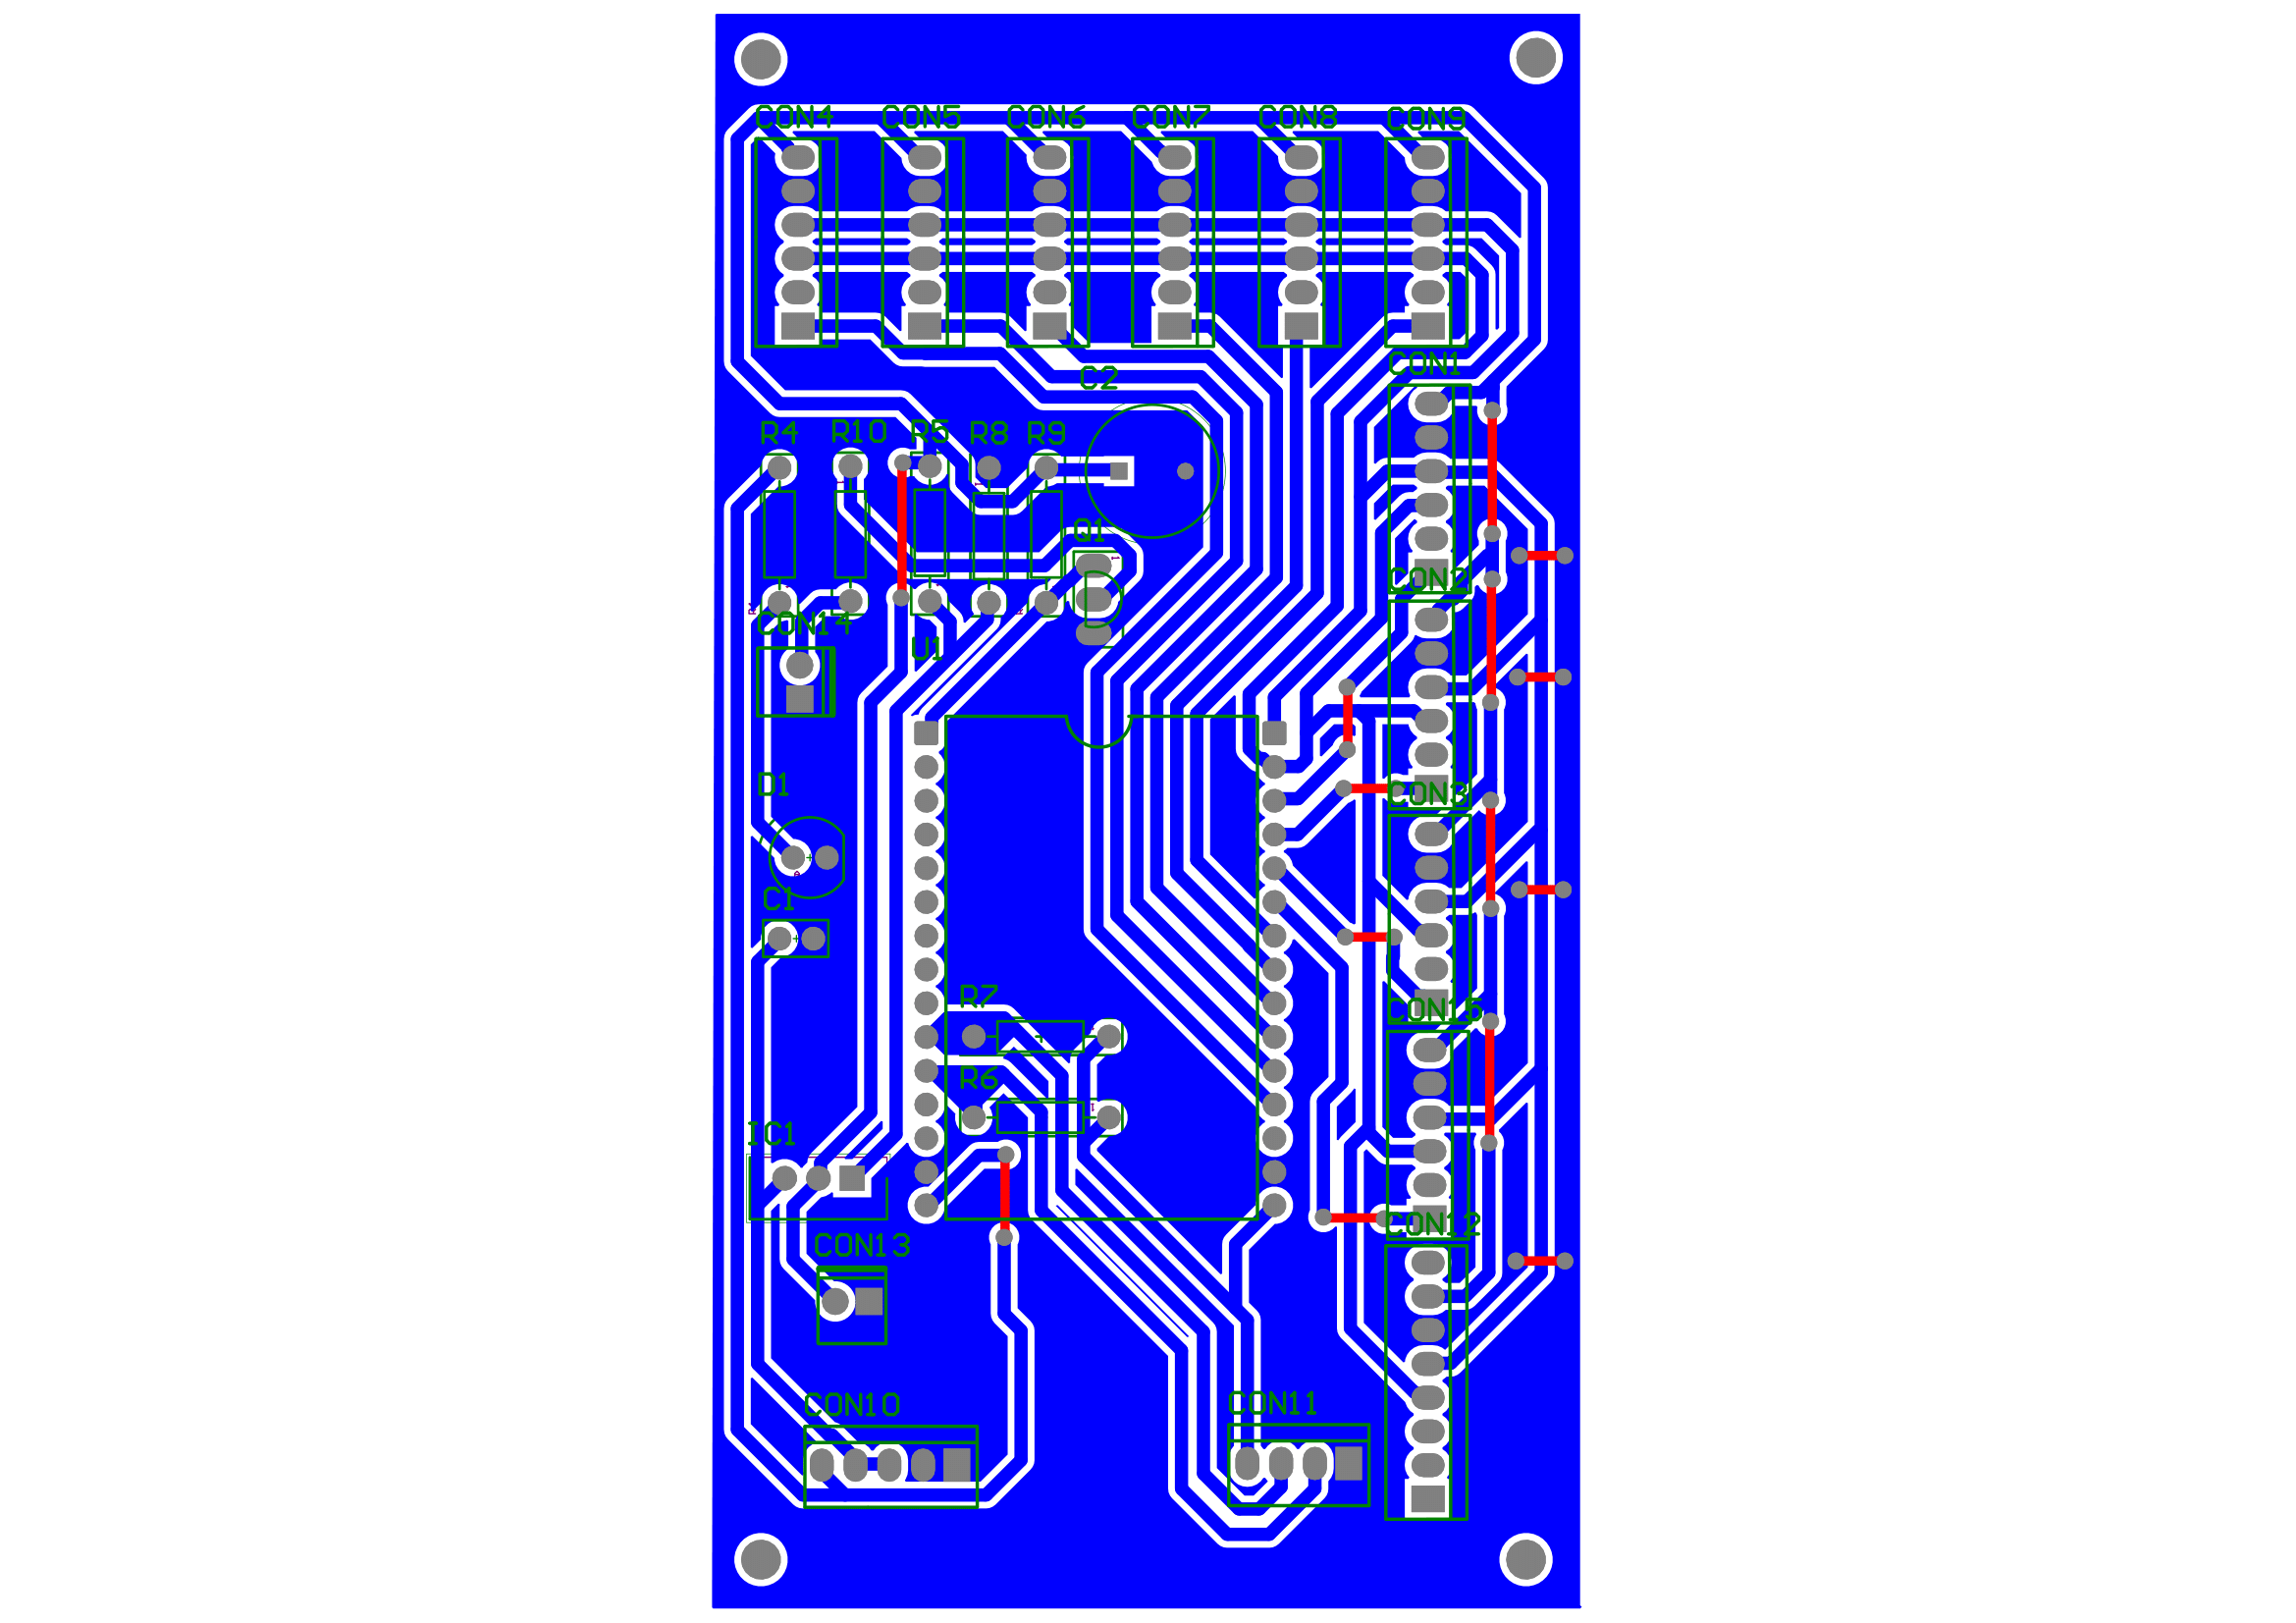 CON4 CON5 CON6 CON7 CON8 CON9
CON1
C2
R4 R10 R5 R8 R9
Q1
CON2
CON14
U1
D1
CON3
C1
R7
CON15
R6
IC1
CON13
CON12
CON10
CON11